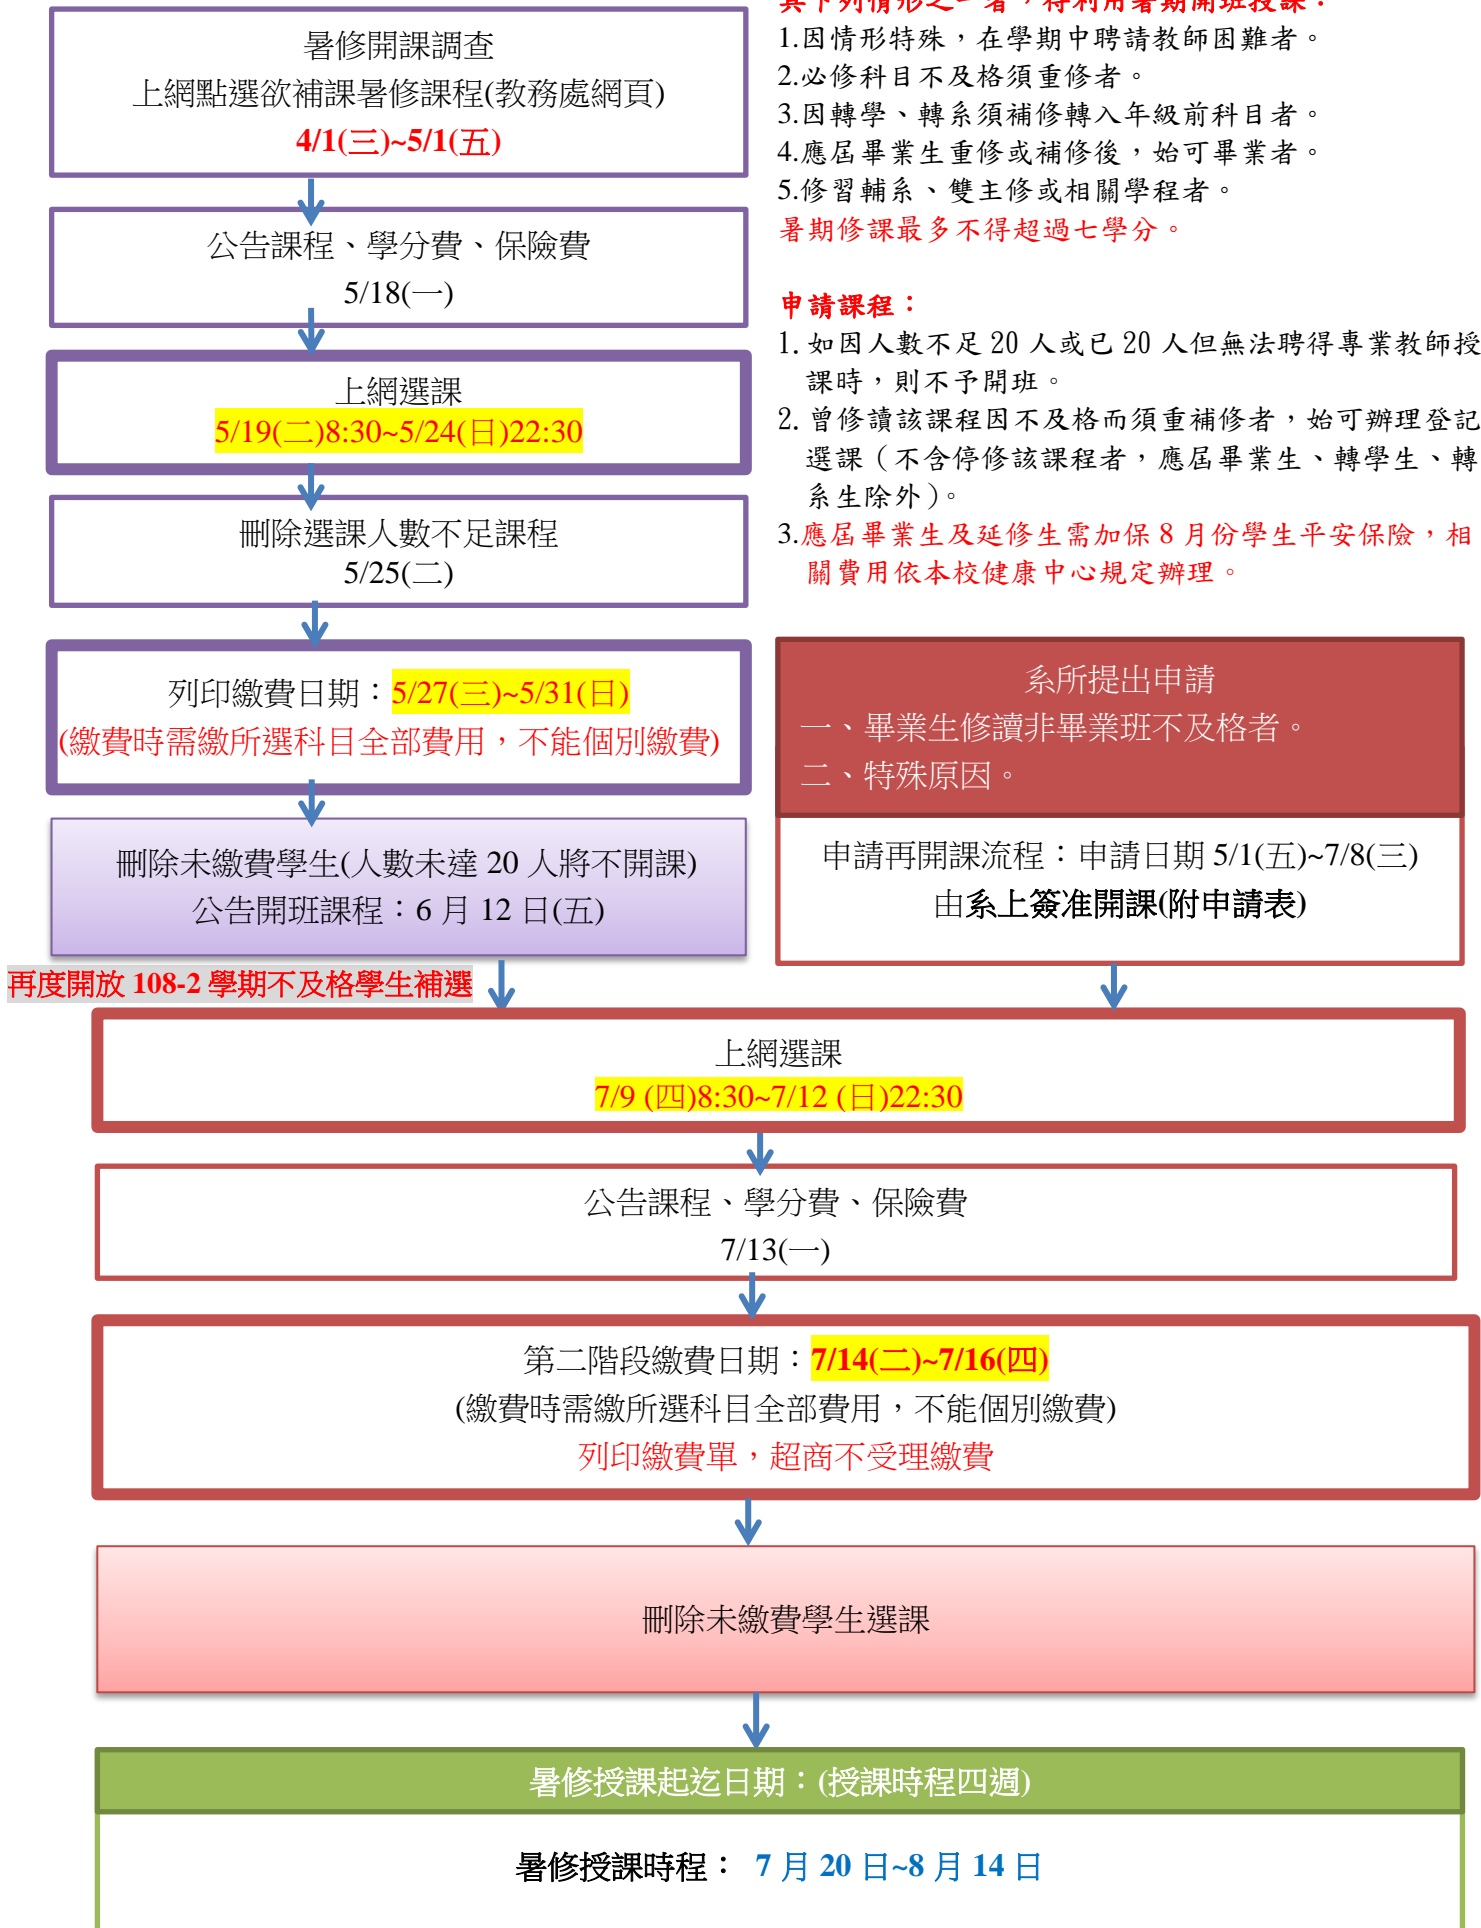 暑修開課調查
上網點選欲補課暑修課程(教務處網頁)
4/1(三)~5/1(五)
公告課程、學分費、保險費
5/18(一)
上網選課
5/19(二)8:30~5/24(日)22:30
刪除選課人數不足課程
5/25(二)
列印繳費日期：5/27(三)~5/31(日)
(繳費時需繳所選科目全部費用，不能個別繳費)
刪除未繳費學生(人數未達 20 人將不開課)
公告開班課程：6 月 12 日(五)
具下列情形之一者，得利用暑期開班授課：
1.因情形特殊，在學期中聘請教師困難者。
2.必修科目不及格須重修者。
3.因轉學、轉系須補修轉入年級前科目者。
4.應屆畢業生重修或補修後，始可畢業者。
5.修習輔系、雙主修或相關學程者。
暑期修課最多不得超過七學分。
申請課程：
1. 如因人數不足 20 人或已 20 人但無法聘得專業教師授
課時，則不予開班。
2. 曾修讀該課程因不及格而須重補修者，始可辦理登記
選課（不含停修該課程者，應屆畢業生、轉學生、轉
系生除外）。
3.應屆畢業生及延修生需加保 8 月份學生平安保險，相
關費用依本校健康中心規定辦理。
系所提出申請
一、畢業生修讀非畢業班不及格者。
二、特殊原因。
申請再開課流程：申請日期 5/1(五)~7/8(三)
由系上簽准開課(附申請表)
再度開放 108-2 學期不及格學生補選
上網選課
7/9 (四)8:30~7/12 (日)22:30
公告課程、學分費、保險費
7/13(一)
第二階段繳費日期：7/14(二)~7/16(四)
(繳費時需繳所選科目全部費用，不能個別繳費)
列印繳費單，超商不受理繳費
刪除未繳費學生選課
暑修授課起迄日期：(授課時程四週)
暑修授課時程： 7 月 20 日~8 月 14 日